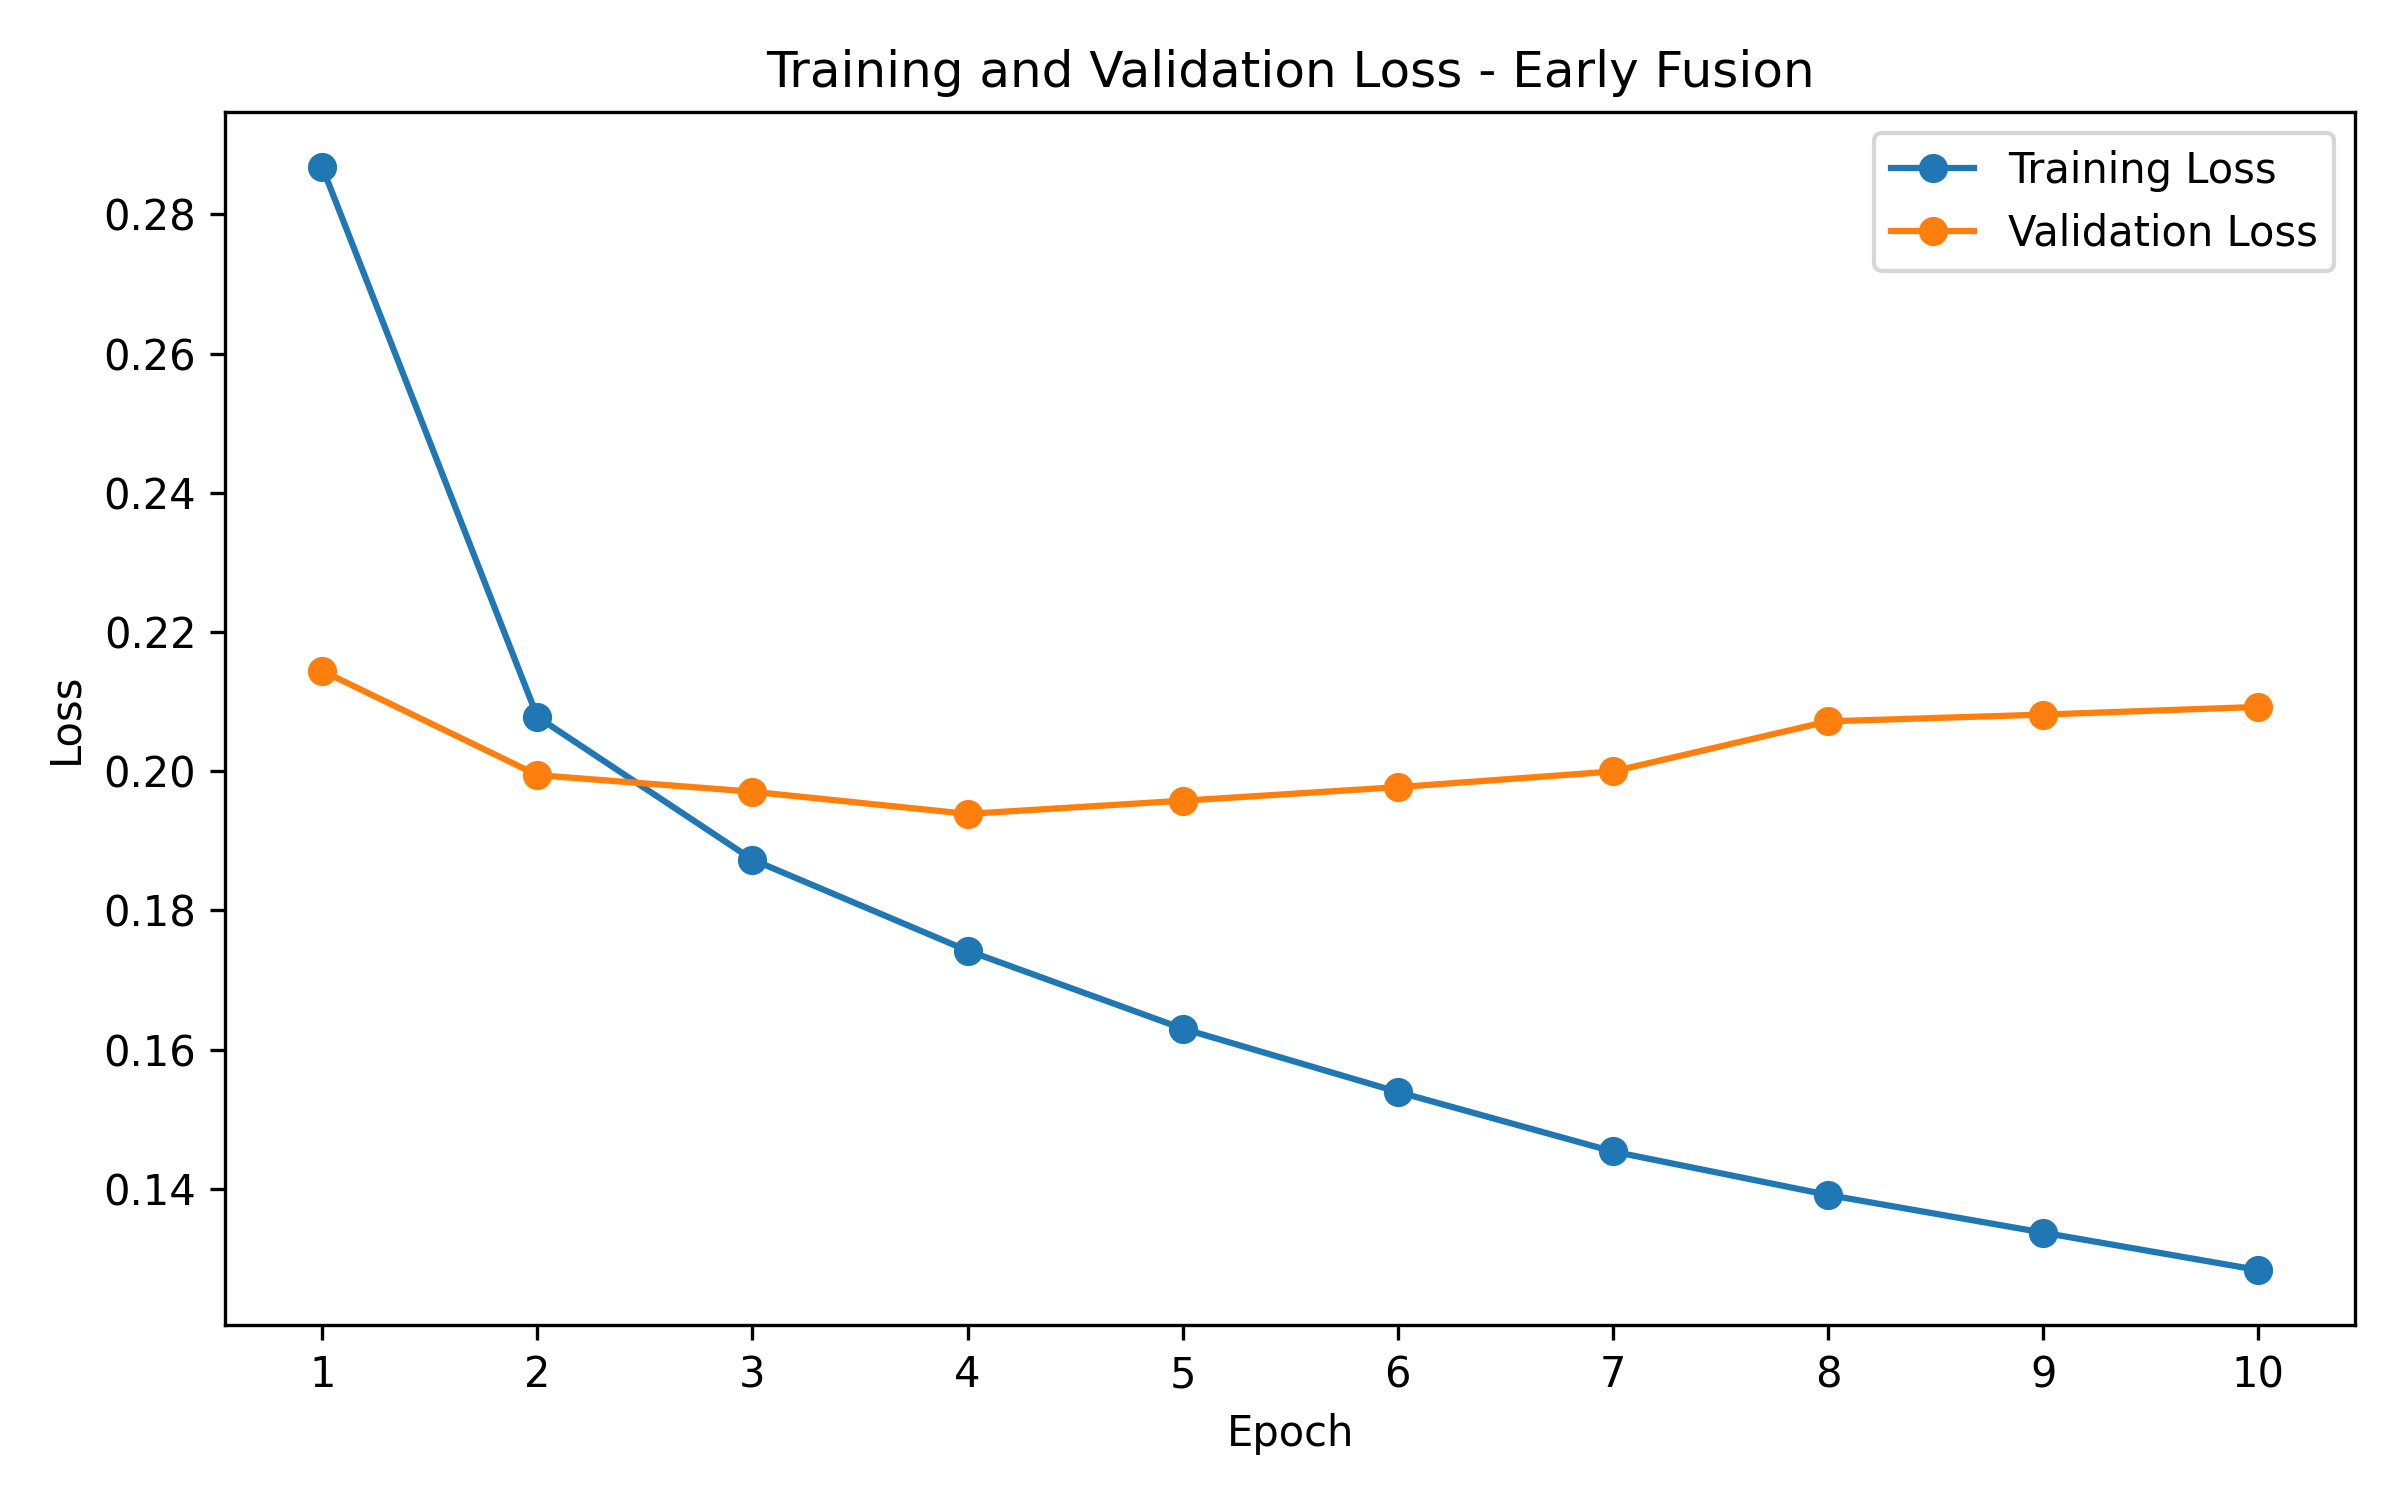 Training and Validation Loss - Early Fusion
Training Loss
Validation Loss
0.28
0.26
0.24
0.22
0.20
0.18
0.16
0.14
Loss
1 2 3 4 5 6 7 8 9 10
Epoch